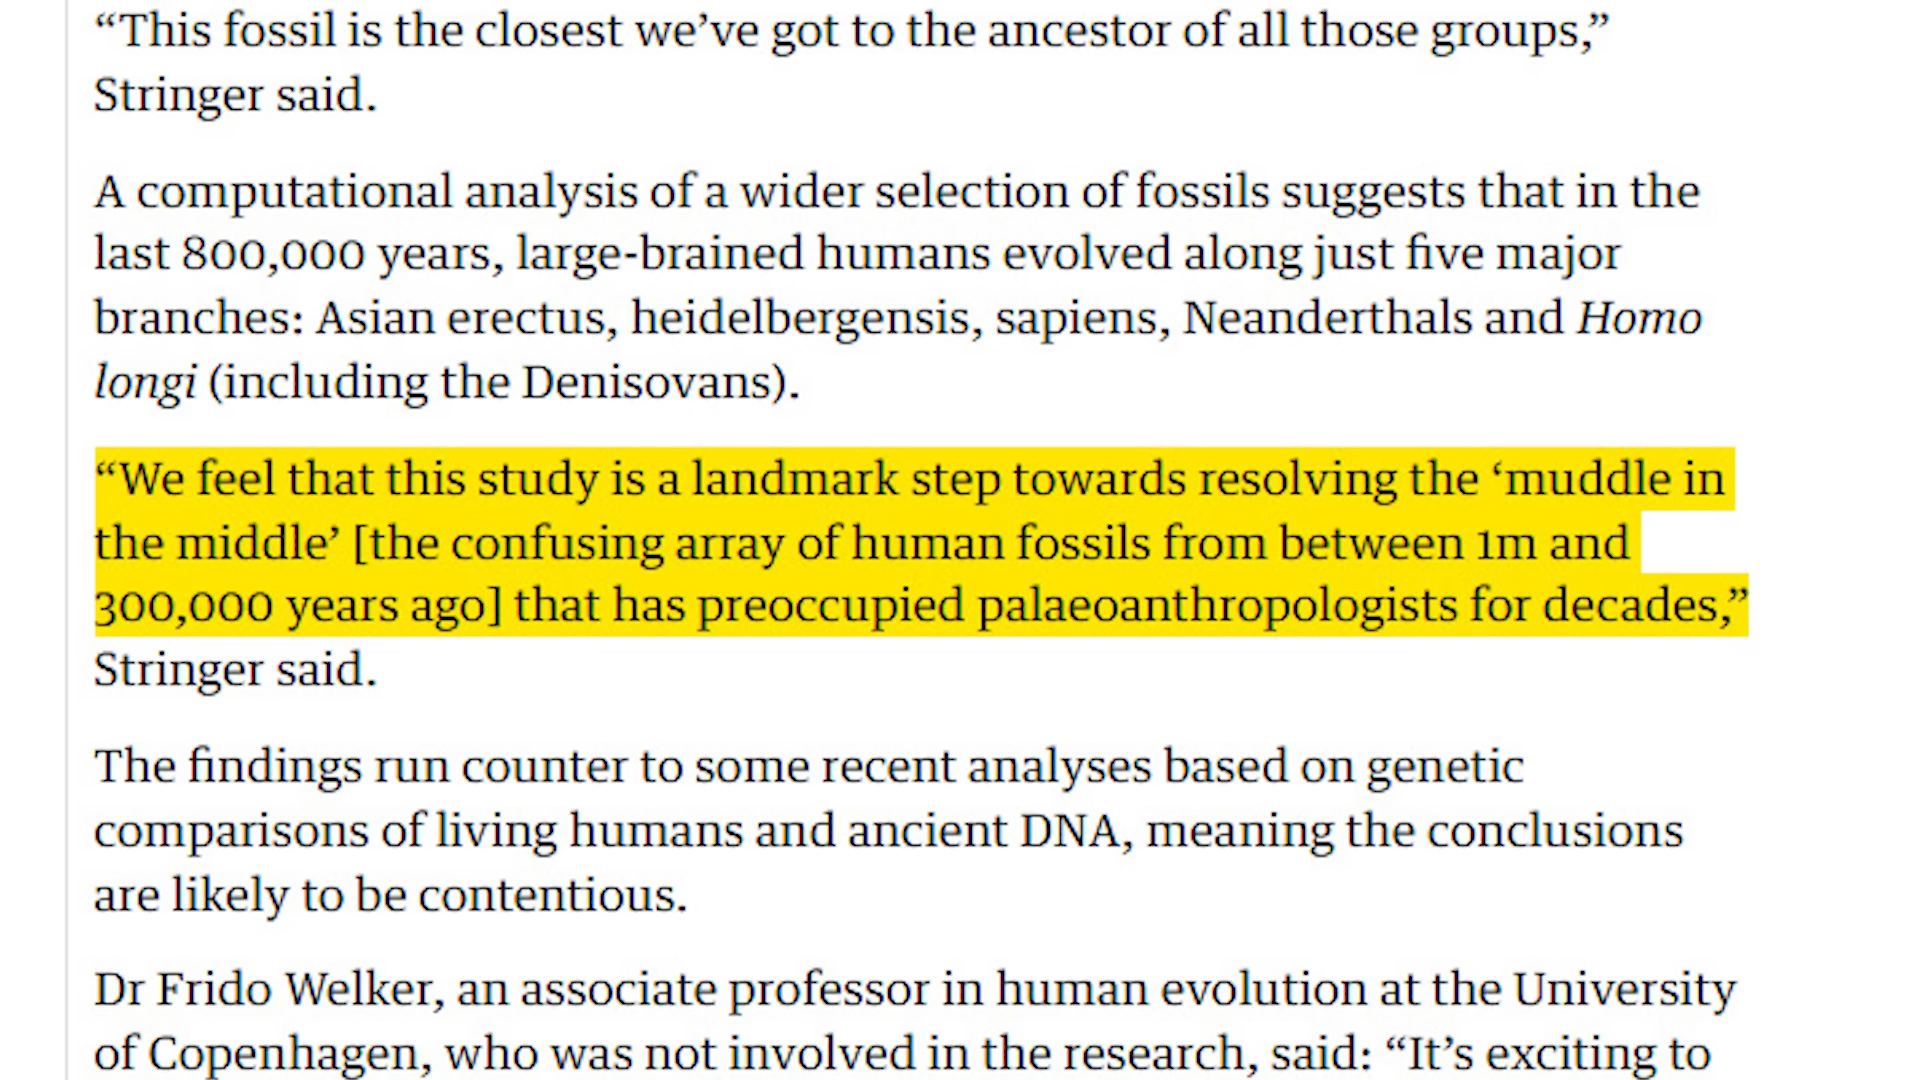 “This fossil is the closest we’ve got to the ancestor of all those groups,”
Stringer said.
A computational analysis of a wider selection of fossils suggests that in the
last 800,000 years, large-brained humans evolved along just five major
branches: Asian erectus, heidelbergensis, sapiens, Neanderthals and Homo
longi (including the Denisovans).
“We feel that this study is a landmark step towards resolving the ‘muddle in
the middle’ [the confusing array of human fossils from between 1m and
300,000 years ago] that has preoccupied palaeoanthropologists for decades,”
Stringer said.
The findings run counter to some recent analyses based on genetic
comparisons of living humans and ancient DNA, meaning the conclusions
are likely to be contentious.
Dr Frido Welker, an associate professor in human evolution at the University
of Copenhagen, who was not involved in the research, said: “It’s exciting to